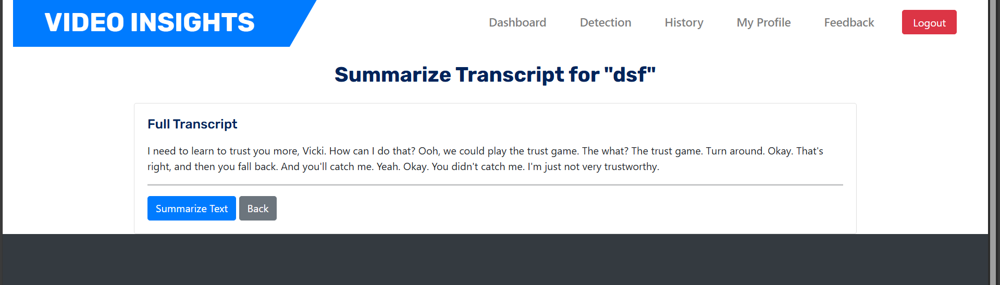 VIDEO INSIGHTS
Dashboard
Detection
History
My Profile
Feedback
Logout
Summarize Transcript for "dsf"
Full Transcript
I need to learn to trust you more, Vicki. How can I do that? Ooh, we could play the trust game. The what? The trust game. Turn around. Okay. That's
right, and then you fall back. And you'll catch me. Yeah. Okay. You didn't catch me. I'm just not very trustworthy.
Summarize Text
Back